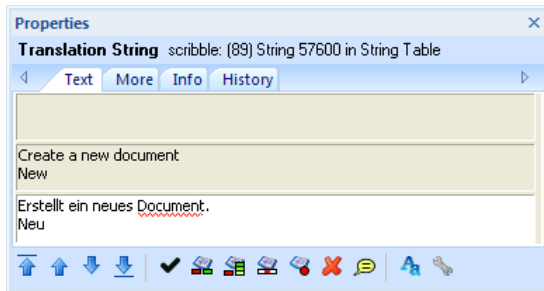 Properties
Translation String scribble: (89) String 57600 in String Table
Text More Info History
Create a new document
New
Erstellt ein neues Document.
Neu